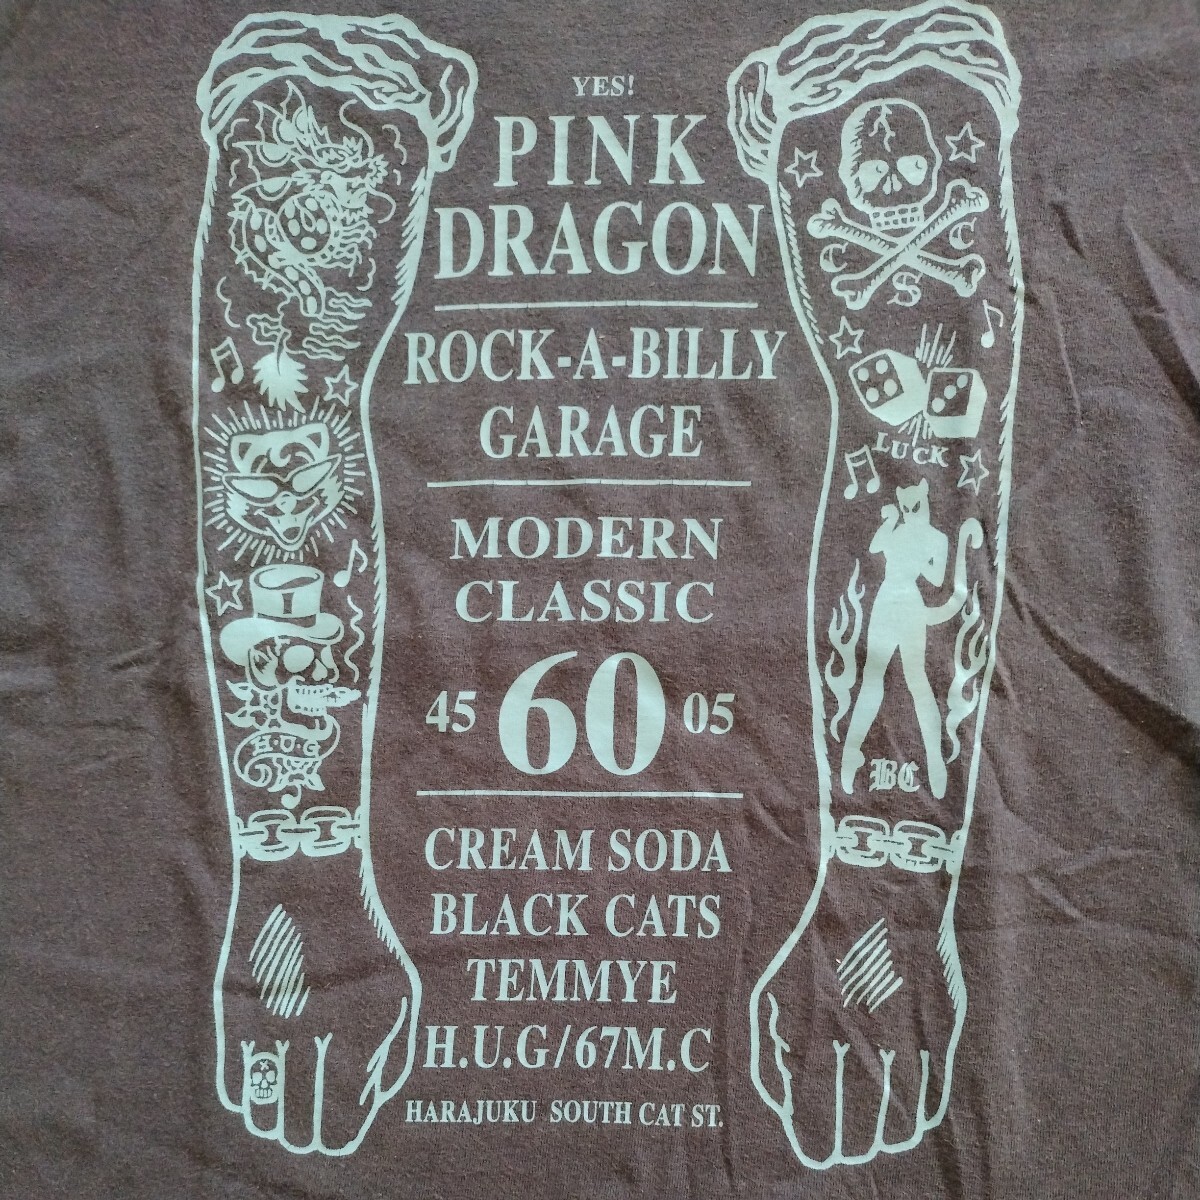 YES!
PINK
DRAGON
ROCK-A-BILLY
GARAGE
MODERN
CLASSIC
45 60 05
CREAM SODA
BLACK CATS
TEMMYE
H.U.G/67M.C
HARAJUKU SOUTH CAT ST.
H·U·G
C C
S
LUCK
BC